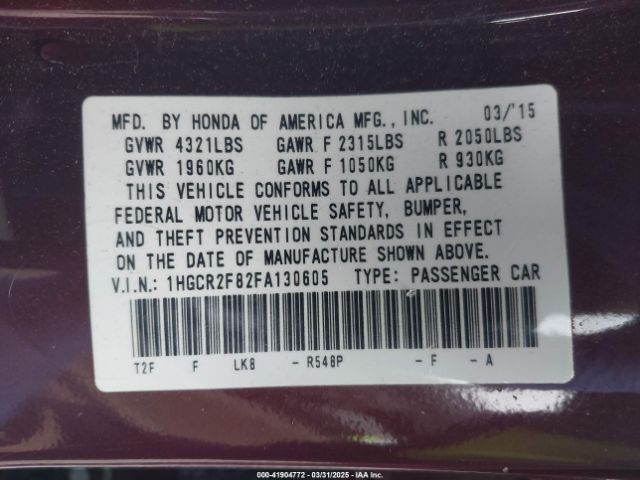 MFD. BY HONDA OF AMERICA MFG., INC. 03/'15
GVWR 4321LBS GAWR F 2315LBS R 2050LBS
GVWR 1960KG GAWR F 1050KG R 930KG
THIS VEHICLE CONFORMS TO ALL APPLICABLE
FEDERAL MOTOR VEHICLE SAFETY, BUMPER,
AND THEFT PREVENTION STANDARDS IN EFFECT
ON THE DATE OF MANUFACTURE SHOWN ABOVE.
V.I.N.: 1HGCR2F82FA130605 TYPE: PASSENGER CAR
T2F F LK8 - R548P - F - A
000-41904772 — 03/31/2025 — IAA Inc.